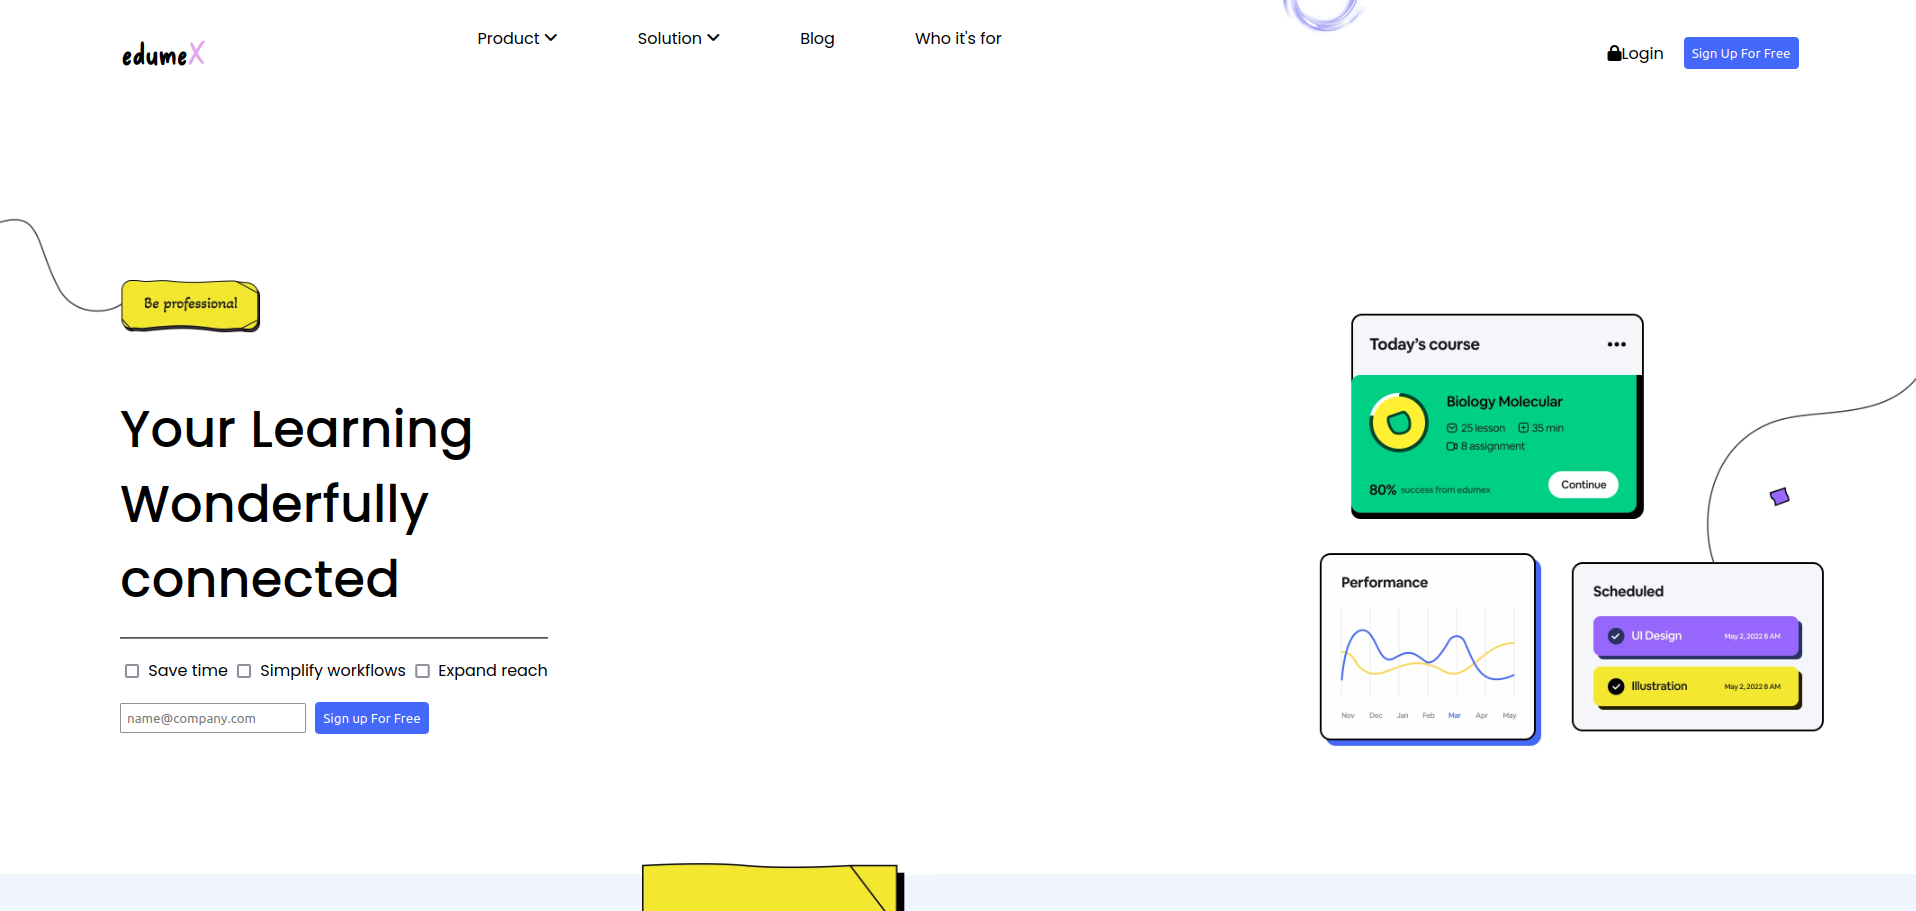 edumeX
Product
Solution
Blog
Who it's for
Login
Sign Up For Free
Be professional
Your Learning
Wonderfully
connected
Save time
Simplify workflows
Expand reach
name@company.com
Sign up For Free
Today's course
Biology Molecular
25 lesson 35 min
8 assignment
80% success from edumex
Continue
Performance
Nov Dec Jan Feb Mar Apr May
Scheduled
UI Design May 2, 2022 8 AM
Illustration May 2, 2022 8 AM